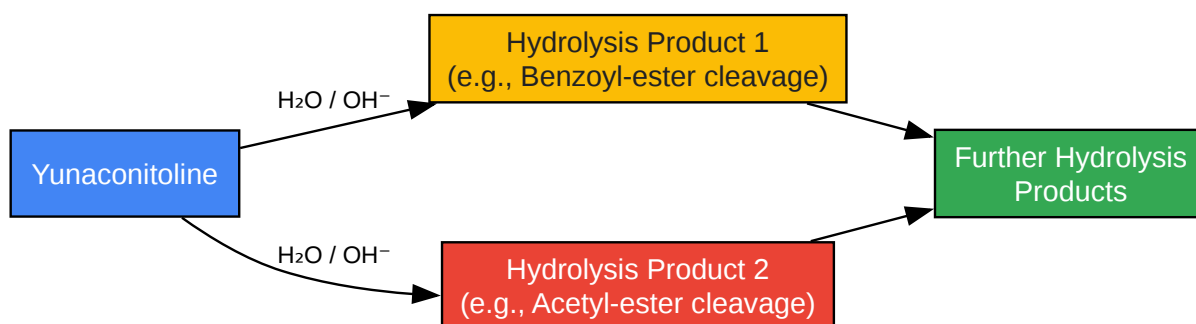 Yunaconitoline
H₂O / OH⁻
Hydrolysis Product 1
(e.g., Benzoyl-ester cleavage)
H₂O / OH⁻
Hydrolysis Product 2
(e.g., Acetyl-ester cleavage)
Further Hydrolysis
Products